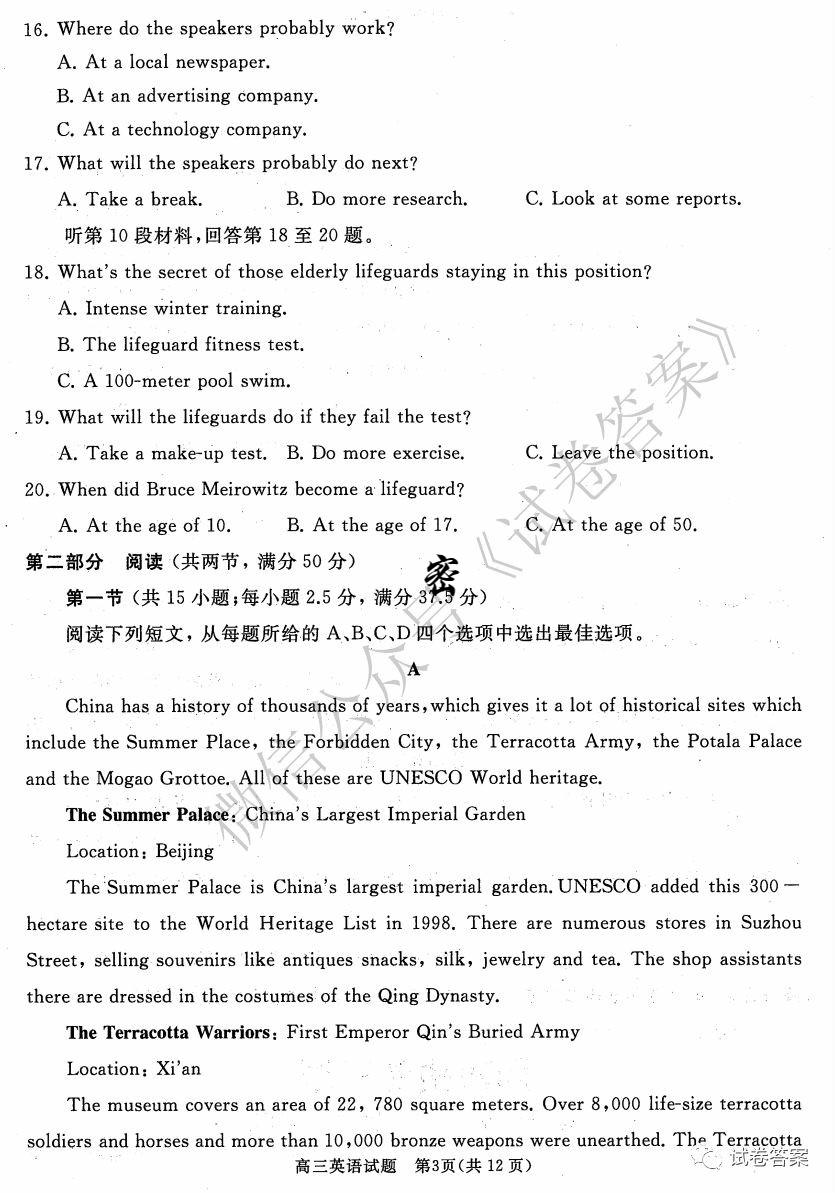 16. Where do the speakers probably work?
A. At a local newspaper.
B. At an advertising company.
C. At a technology company.
17. What will the speakers probably do next?
A. Take a break. B. Do more research. C. Look at some reports.
听第 10 段材料,回答第 18 至 20 题。
18. What's the secret of those elderly lifeguards staying in this position?
A. Intense winter training.
B. The lifeguard fitness test.
C. A 100-meter pool swim.
19. What will the lifeguards do if they fail the test?
A. Take a make-up test. B. Do more exercise. C. Leave the position.
20. When did Bruce Meirowitz become a lifeguard?
A. At the age of 10. B. At the age of 17. C. At the age of 50.
第二部分 阅读(共两节,满分 50 分)
第一节(共 15 小题;每小题 2.5 分,满分 37.5 分)
密
阅读下列短文,从每题所给的 A、B、C、D 四个选项中选出最佳选项。
A
China has a history of thousands of years, which gives it a lot of historical sites which
include the Summer Place, the Forbidden City, the Terracotta Army, the Potala Palace
and the Mogao Grottoe. All of these are UNESCO World heritage.
The Summer Palace: China's Largest Imperial Garden
Location: Beijing
The Summer Palace is China's largest imperial garden. UNESCO added this 300—
hectare site to the World Heritage List in 1998. There are numerous stores in Suzhou
Street, selling souvenirs like antiques snacks, silk, jewelry and tea. The shop assistants
there are dressed in the costumes of the Qing Dynasty.
The Terracotta Warriors: First Emperor Qin's Buried Army
Location: Xi'an
The museum covers an area of 22, 780 square meters. Over 8,000 life-size terracotta
soldiers and horses and more than 10,000 bronze weapons were unearthed. The Terracotta
高三英语试题 第3页(共 12 页)
微信公众号《试卷答案》
试卷答案